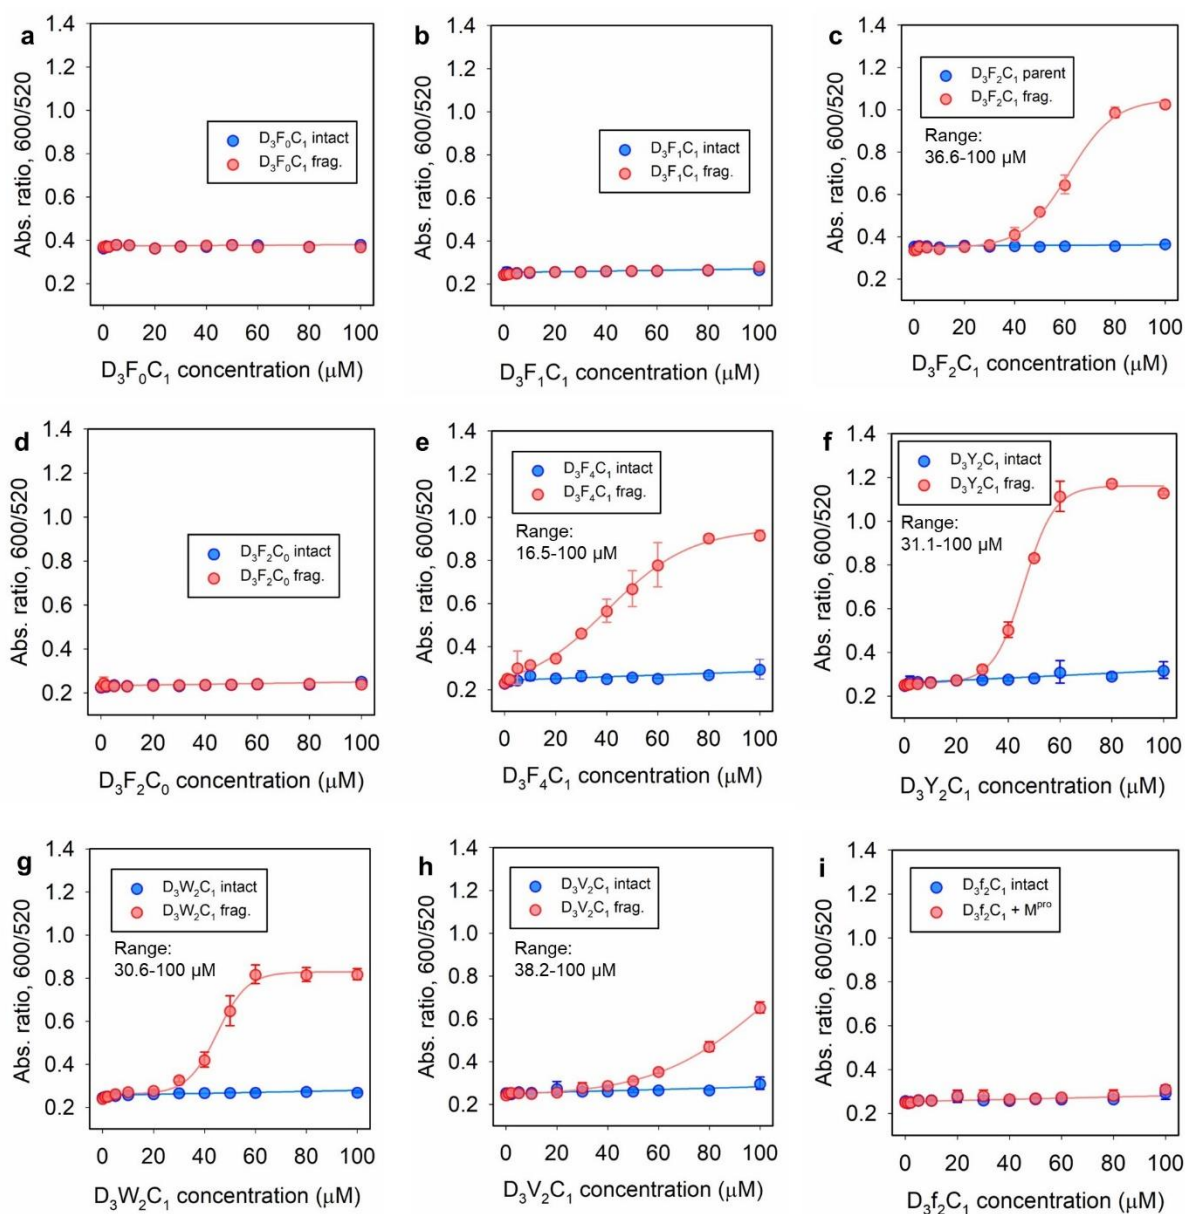 a
Abs. ratio, 600/520
1.4
1.2
1.0
0.8
0.6
0.4
0.2
D₃F₀C₁ intact
D₃F₀C₁ frag.
0 20 40 60 80 100
D₃F₀C₁ concentration (μM)
b
Abs. ratio, 600/520
1.4
1.2
1.0
0.8
0.6
0.4
0.2
D₃F₁C₁ intact
D₃F₁C₁ frag.
0 20 40 60 80 100
D₃F₁C₁ concentration (μM)
c
Abs. ratio, 600/520
1.4
1.2
1.0
0.8
0.6
0.4
0.2
D₃F₂C₁ parent
D₃F₂C₁ frag.
Range:
36.6-100 μM
0 20 40 60 80 100
D₃F₂C₁ concentration (μM)
d
Abs. ratio, 600/520
1.4
1.2
1.0
0.8
0.6
0.4
0.2
D₃F₂C₀ intact
D₃F₂C₀ frag.
0 20 40 60 80 100
D₃F₂C₀ concentration (μM)
e
Abs. ratio, 600/520
1.4
1.2
1.0
0.8
0.6
0.4
0.2
D₃F₄C₁ intact
D₃F₄C₁ frag.
Range:
16.5-100 μM
0 20 40 60 80 100
D₃F₄C₁ concentration (μM)
f
Abs. ratio, 600/520
1.4
1.2
1.0
0.8
0.6
0.4
0.2
D₃Y₂C₁ intact
D₃Y₂C₁ frag.
Range:
31.1-100 μM
0 20 40 60 80 100
D₃Y₂C₁ concentration (μM)
g
Abs. ratio, 600/520
1.4
1.2
1.0
0.8
0.6
0.4
0.2
D₃W₂C₁ intact
D₃W₂C₁ frag.
Range:
30.6-100 μM
0 20 40 60 80 100
D₃W₂C₁ concentration (μM)
h
Abs. ratio, 600/520
1.4
1.2
1.0
0.8
0.6
0.4
0.2
D₃V₂C₁ intact
D₃V₂C₁ frag.
Range:
38.2-100 μM
0 20 40 60 80 100
D₃V₂C₁ concentration (μM)
i
Abs. ratio, 600/520
1.4
1.2
1.0
0.8
0.6
0.4
0.2
D₃f₂C₁ intact
D₃f₂C₁ + Mᵖʳᵒ
0 20 40 60 80 100
D₃f₂C₁ concentration (μM)